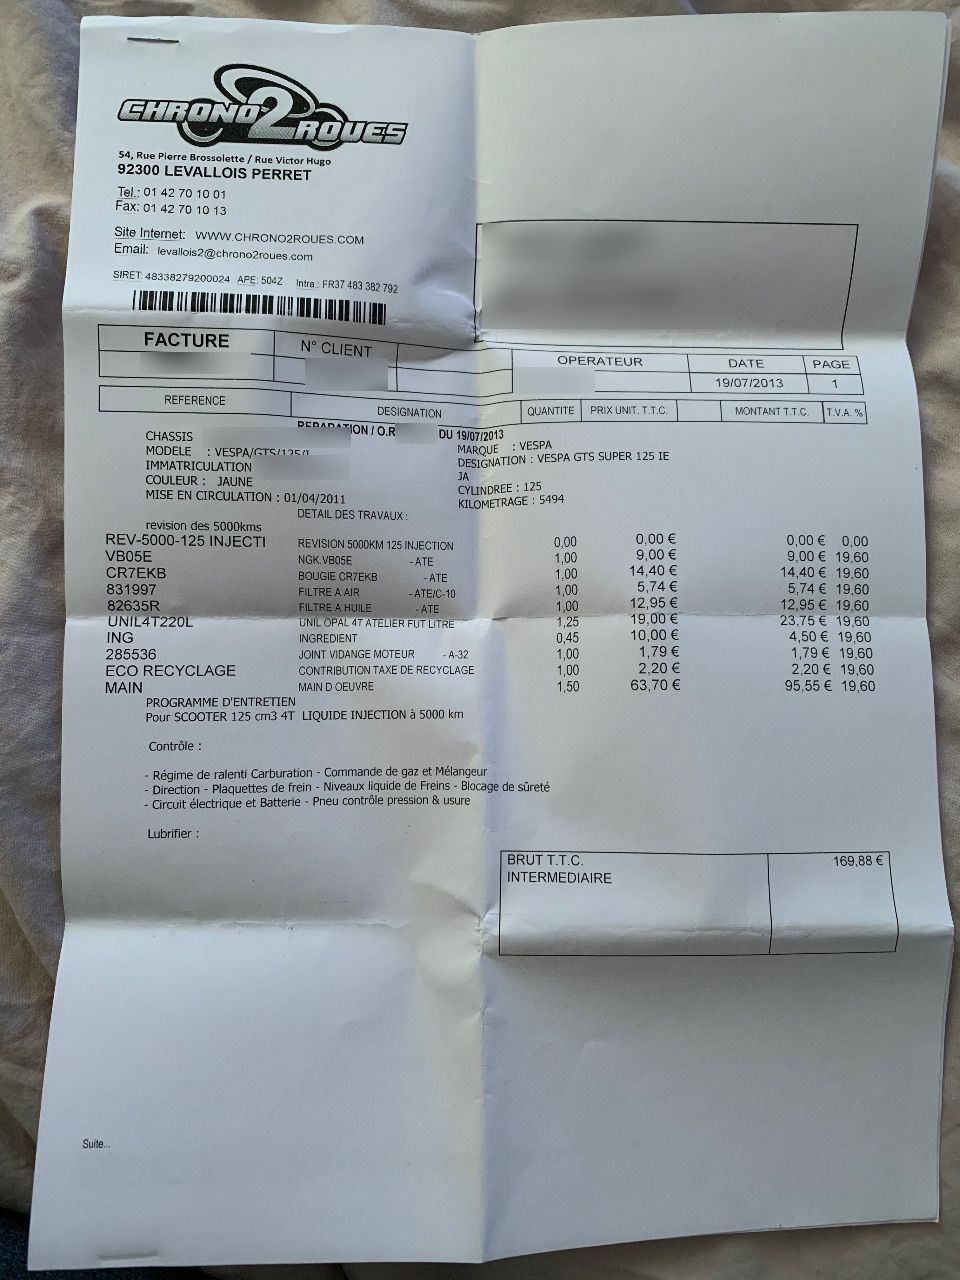 CHRONO 2 ROUES
54, Rue Pierre Brossolette / Rue Victor Hugo
92300 LEVALLOIS PERRET
Tel.: 01 42 70 10 01
Fax: 01 42 70 10 13
Site Internet: WWW.CHRONO2ROUES.COM
Email: levallois2@chrono2roues.com
SIRET: 48338279200024 APE: 504Z Intra.: FR37 483 382 792
FACTURE N° CLIENT OPERATEUR DATE PAGE
19/07/2013 1
REFERENCE DESIGNATION QUANTITE PRIX UNIT. T.T.C. MONTANT T.T.C. T.V.A. %
REPARATION / O.R DU 19/07/2013
CHASSIS MARQUE : VESPA
MODELE : VESPA/GTS/125/ DESIGNATION : VESPA GTS SUPER 125 IE
IMMATRICULATION JA
COULEUR : JAUNE CYLINDREE : 125
MISE EN CIRCULATION : 01/04/2011 KILOMETRAGE : 5494
DETAIL DES TRAVAUX :
revision des 5000kms
REV-5000-125 INJECTI REVISION 5000KM 125 INJECTION 0,00 0,00 € 0,00 € 0,00
VB05E NGK.VB05E - ATE 1,00 9,00 € 9,00 € 19,60
CR7EKB BOUGIE CR7EKB - ATE 1,00 14,40 € 14,40 € 19,60
831997 FILTRE A AIR - ATE/C-10 1,00 5,74 € 5,74 € 19,60
82635R FILTRE A HUILE - ATE 1,00 12,95 € 12,95 € 19,60
UNIL4T220L UNIL OPAL 4T ATELIER FUT LITRE 1,25 19,00 € 23,75 € 19,60
ING INGREDIENT 0,45 10,00 € 4,50 € 19,60
285536 JOINT VIDANGE MOTEUR - A-32 1,00 1,79 € 1,79 € 19,60
ECO RECYCLAGE CONTRIBUTION TAXE DE RECYCLAGE 1,00 2,20 € 2,20 € 19,60
MAIN MAIN D OEUVRE 1,50 63,70 € 95,55 € 19,60
PROGRAMME D'ENTRETIEN
Pour SCOOTER 125 cm3 4T LIQUIDE INJECTION à 5000 km
Contrôle :
- Régime de ralenti Carburation - Commande de gaz et Mélangeur
- Direction - Plaquettes de frein - Niveaux liquide de Freins - Blocage de sûreté
- Circuit électrique et Batterie - Pneu contrôle pression & usure
Lubrifier :
BRUT T.T.C. 169,88 €
INTERMEDIAIRE
Suite...